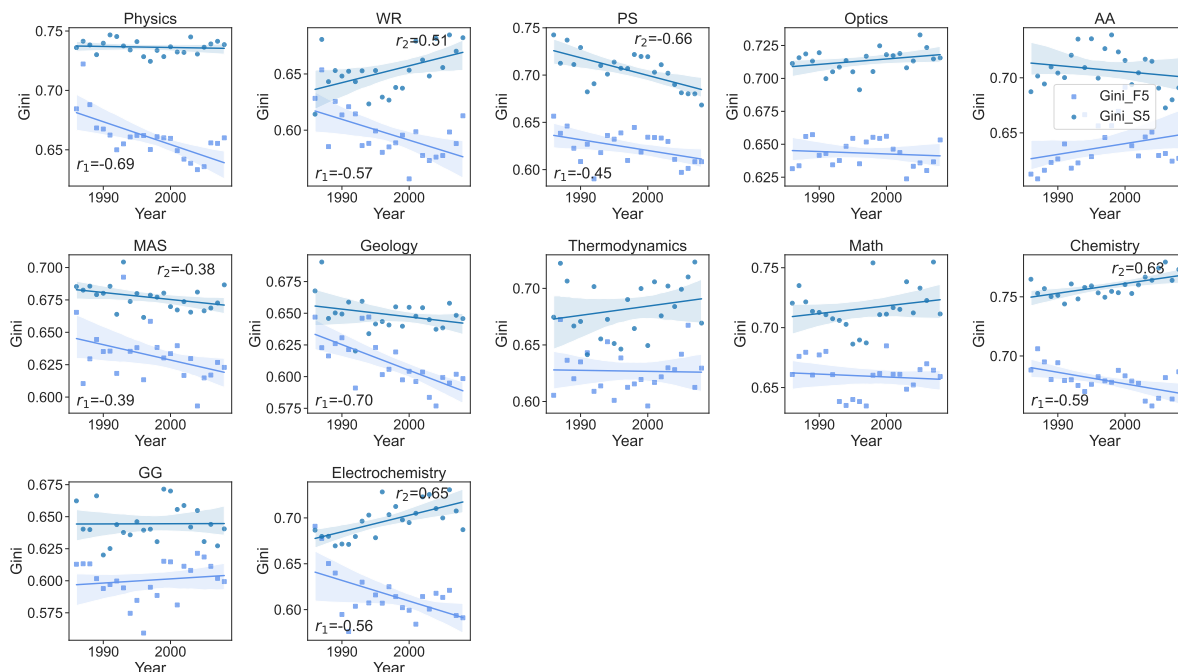 Physics
WR
PS
Optics
AA
0.75
0.70
0.65
Gini
r1=-0.69
1990
2000
Year
0.65
0.60
Gini
r2=0.51
r1=-0.57
1990
2000
Year
0.75
0.70
0.65
0.60
Gini
r2=-0.66
r1=-0.45
1990
2000
Year
0.725
0.700
0.675
0.650
0.625
Gini
1990
2000
Year
0.70
0.65
Gini
Gini_F5
Gini_S5
1990
2000
Year
MAS
Geology
Thermodynamics
Math
Chemistry
0.700
0.675
0.650
0.625
0.600
Gini
r2=-0.38
r1=-0.39
1990
2000
Year
0.675
0.650
0.625
0.600
0.575
Gini
r1=-0.70
1990
2000
Year
0.70
0.65
0.60
Gini
1990
2000
Year
0.75
0.70
0.65
Gini
1990
2000
Year
0.75
0.70
Gini
r1=-0.59
1990
2000
Year
GG
Electrochemistry
0.675
0.650
0.625
0.600
0.575
Gini
1990
2000
Year
0.70
0.65
0.60
Gini
r2=0.65
r1=-0.56
1990
2000
Year